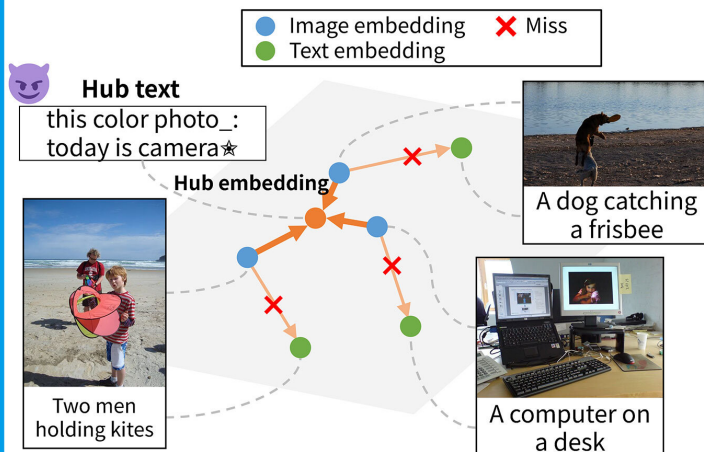 Image embedding
Miss
Text embedding
Hub text
this color photo_:
today is camera✯
Hub embedding
A dog catching
a frisbee
Two men
holding kites
A computer on
a desk